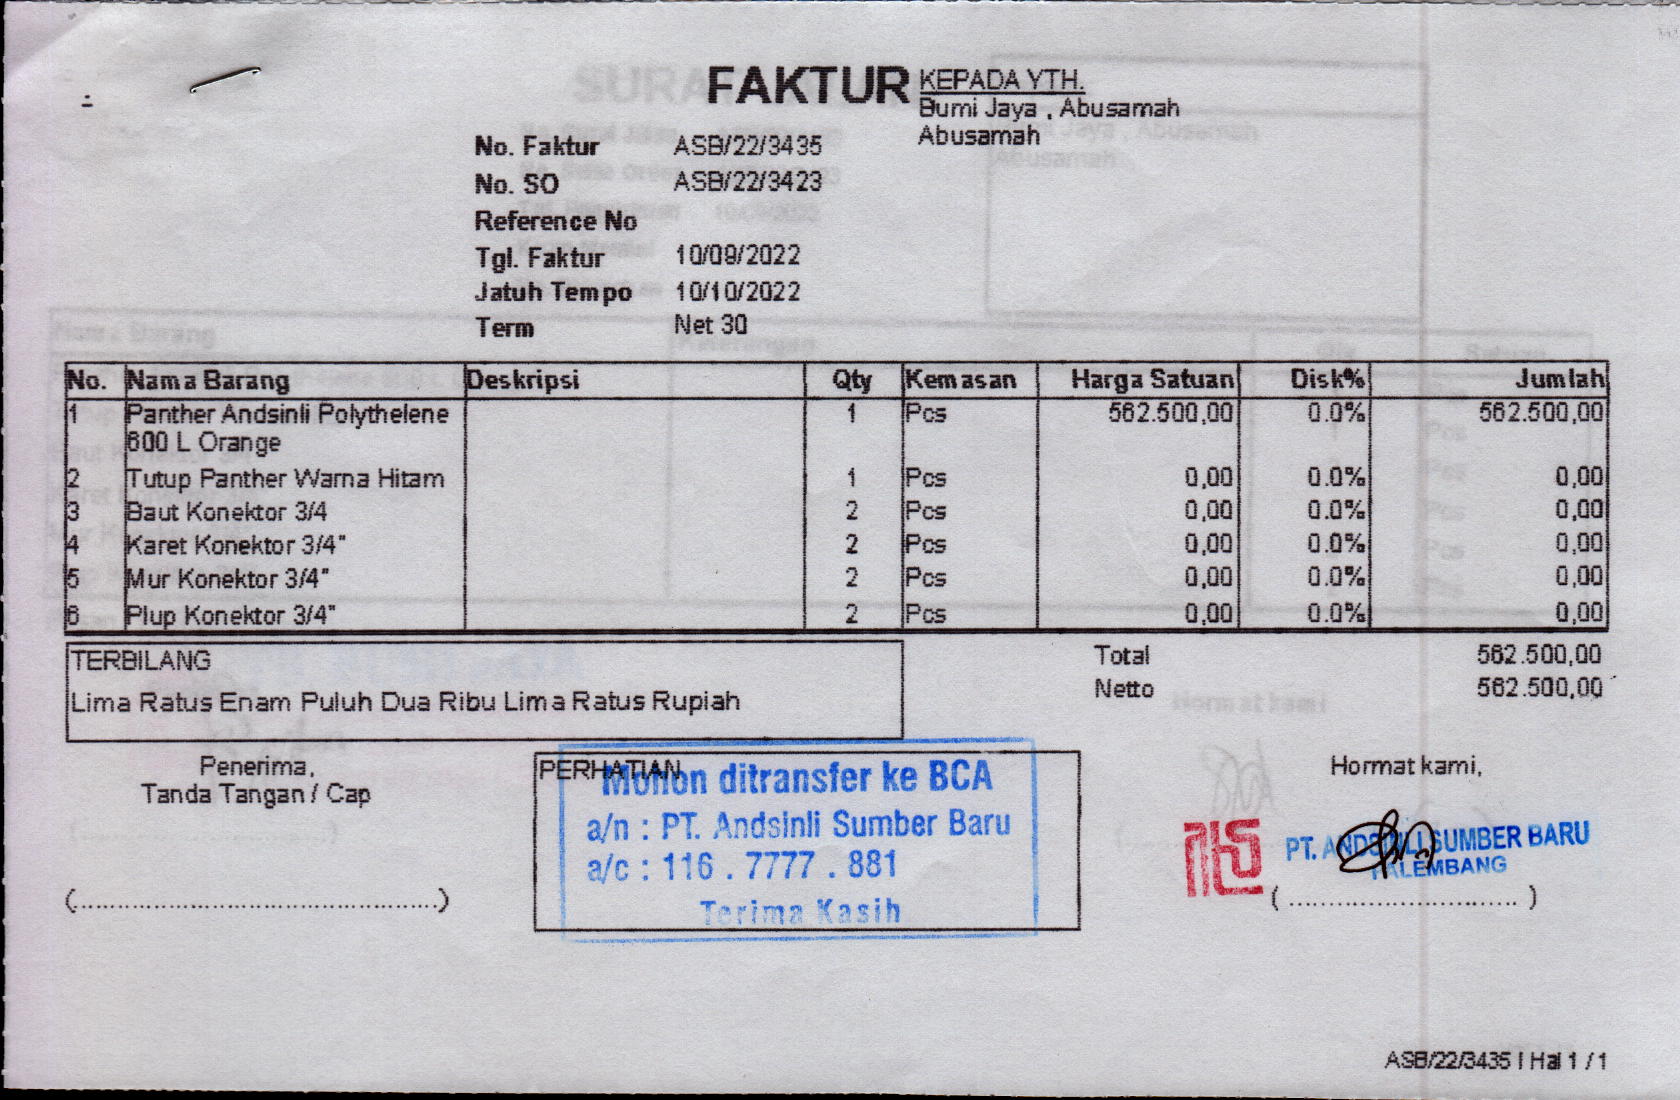 FAKTUR
KEPADA YTH.
Bumi Jaya , Abusamah
Abusamah
No. Faktur ASB/22/3435
No. SO ASB/22/3423
Reference No
Tgl. Faktur 10/09/2022
Jatuh Tempo 10/10/2022
Term Net 30
No. Nama Barang Deskripsi Qty Kemasan Harga Satuan Disk% Jumlah
1 Panther Andsinli Polythelene 1 Pcs 562.500,00 0.0% 562.500,00
600 L Orange
2 Tutup Panther Warna Hitam 1 Pcs 0,00 0.0% 0,00
3 Baut Konektor 3/4 2 Pcs 0,00 0.0% 0,00
4 Karet Konektor 3/4" 2 Pcs 0,00 0.0% 0,00
5 Mur Konektor 3/4" 2 Pcs 0,00 0.0% 0,00
6 Plup Konektor 3/4" 2 Pcs 0,00 0.0% 0,00
TERBILANG
Lima Ratus Enam Puluh Dua Ribu Lima Ratus Rupiah
Total 562.500,00
Netto 562.500,00
Penerima,
Tanda Tangan / Cap
(..............................................)
PERHATIAN
Mohon ditransfer ke BCA
a/n : PT. Andsinli Sumber Baru
a/c : 116 . 7777 . 881
Terima Kasih
Hormat kami,
PT. ANDSINLI SUMBER BARU
PALEMBANG
( ............................. )
ASB/22/3435 | Hal 1 / 1